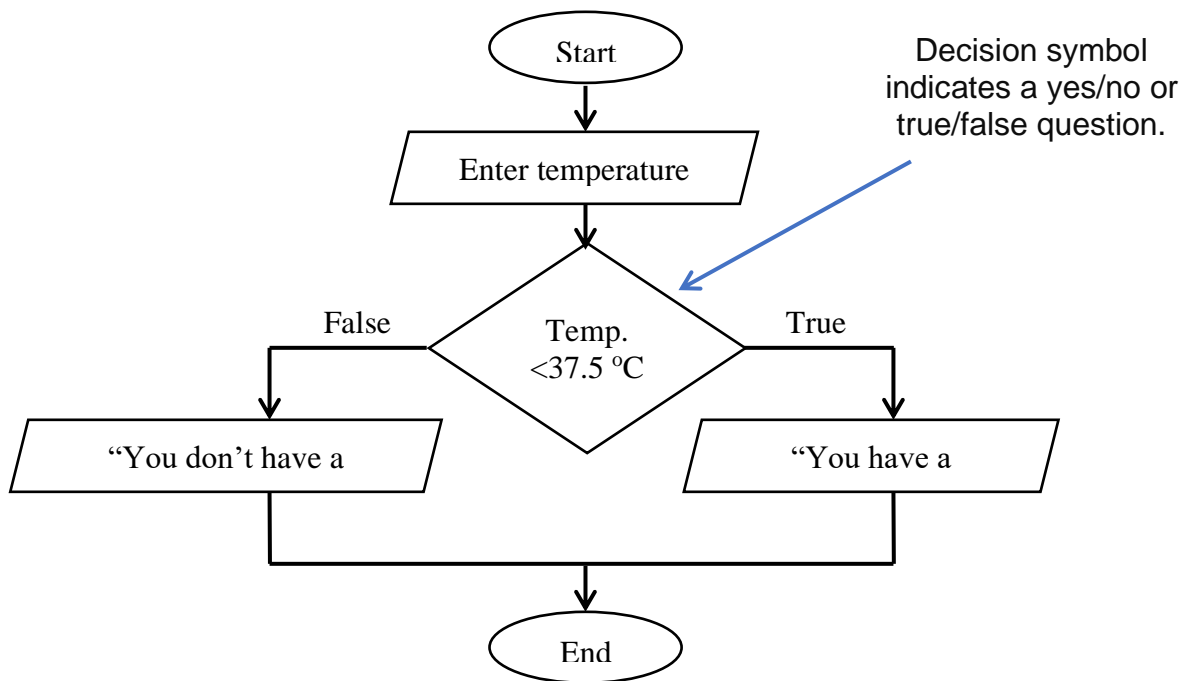 Start
Decision symbol
indicates a yes/no or
true/false question.
Enter temperature
False
Temp.
<37.5 ºC
True
“You don’t have a
“You have a
End